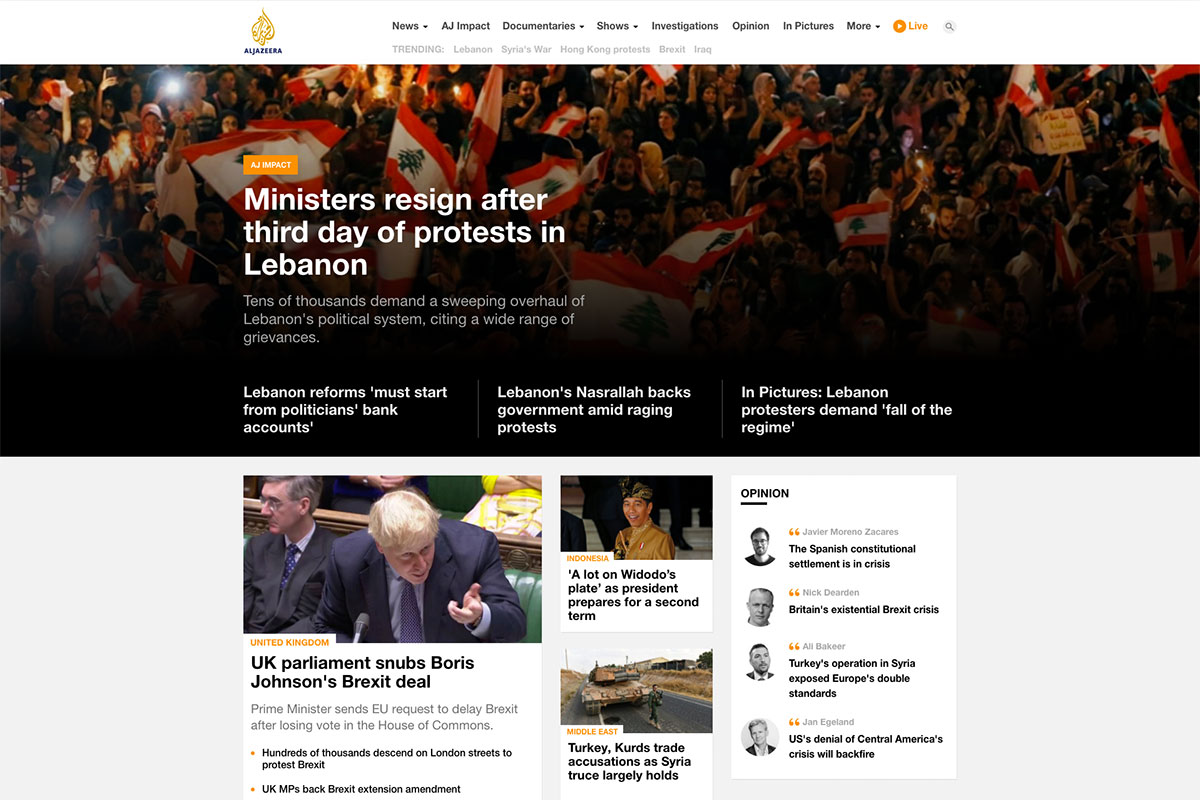 ALJAZEERA
News AJ Impact Documentaries Shows Investigations Opinion In Pictures More Live
TRENDING: Lebanon Syria's War Hong Kong protests Brexit Iraq
AJ IMPACT
Ministers resign after
third day of protests in
Lebanon
Tens of thousands demand a sweeping overhaul of
Lebanon's political system, citing a wide range of
grievances.
Lebanon reforms 'must start
from politicians' bank
accounts'
Lebanon's Nasrallah backs
government amid raging
protests
In Pictures: Lebanon
protesters demand 'fall of the
regime'
UNITED KINGDOM
UK parliament snubs Boris
Johnson's Brexit deal
Prime Minister sends EU request to delay Brexit
after losing vote in the House of Commons.
Hundreds of thousands descend on London streets to
protest Brexit
UK MPs back Brexit extension amendment
INDONESIA
'A lot on Widodo’s
plate’ as president
prepares for a second
term
MIDDLE EAST
Turkey, Kurds trade
accusations as Syria
truce largely holds
OPINION
Javier Moreno Zacares
The Spanish constitutional
settlement is in crisis
Nick Dearden
Britain's existential Brexit crisis
Ali Bakeer
Turkey's operation in Syria
exposed Europe's double
standards
Jan Egeland
US's denial of Central America's
crisis will backfire